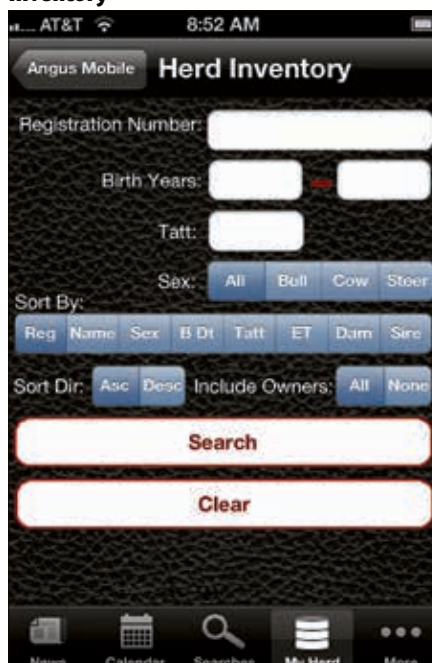 Inventory
AT&T 8:52 AM
Angus Mobile Herd Inventory
Registration Number:
Birth Years: –
Tatt:
Sex: All Bull Cow Steer
Sort By:
Reg Name Sex B Dt Tatt ET Dam Sire
Sort Dir: Asc Desc Include Owners: All None
Search
Clear
News Calendar Searches My Herd More